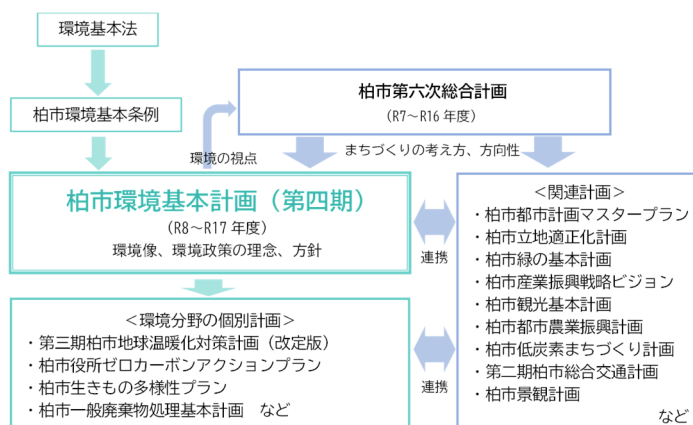 環境基本法
柏市環境基本条例
柏市第六次総合計画
（R7～R16 年度）
環境の視点
まちづくりの考え方、方向性
柏市環境基本計画（第四期）
（R8～R17 年度）
環境像、環境政策の理念、方針
連携
＜関連計画＞
・柏市都市計画マスタープラン
・柏市立地適正化計画
・柏市緑の基本計画
・柏市産業振興戦略ビジョン
・柏市観光基本計画
・柏市都市農業振興計画
・柏市低炭素まちづくり計画
・第二期柏市総合交通計画
・柏市景観計画
など
＜環境分野の個別計画＞
・第三期柏市地球温暖化対策計画（改定版）
・柏市役所ゼロカーボンアクションプラン
・柏市生きもの多様性プラン
・柏市一般廃棄物処理基本計画　など
連携